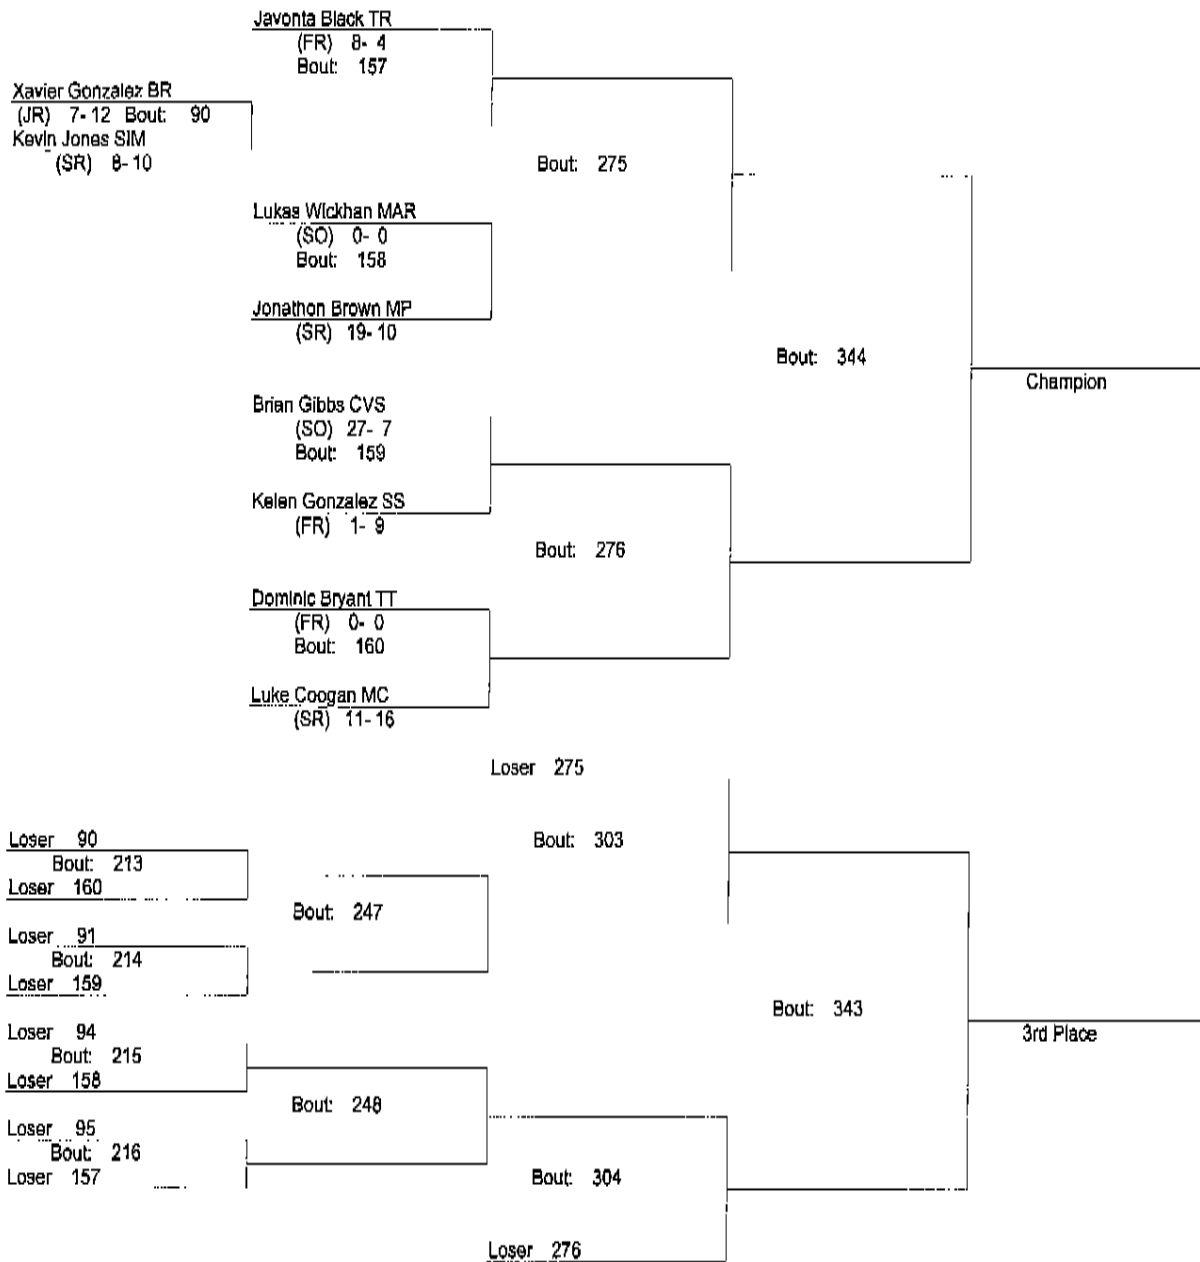 Javonta Black TR
(FR) 8- 4
Bout: 157
Xavier Gonzalez BR
(JR) 7- 12 Bout: 90
Kevin Jones SIM
(SR) 8- 10
Bout: 275
Lukas Wickhan MAR
(SO) 0- 0
Bout: 158
Jonathon Brown MP
(SR) 19- 10
Bout: 344
Champion
Brian Gibbs CVS
(SO) 27- 7
Bout: 159
Kelen Gonzalez SS
(FR) 1- 9
Bout: 276
Dominic Bryant TT
(FR) 0- 0
Bout: 160
Luke Coogan MC
(SR) 11- 16
Loser 275
Bout: 303
Loser 90
Bout: 213
Loser 160
Bout: 247
Loser 91
Bout: 214
Loser 159
Bout: 343
3rd Place
Loser 94
Bout: 215
Loser 158
Bout: 248
Loser 95
Bout: 216
Loser 157
Bout: 304
Loser 276